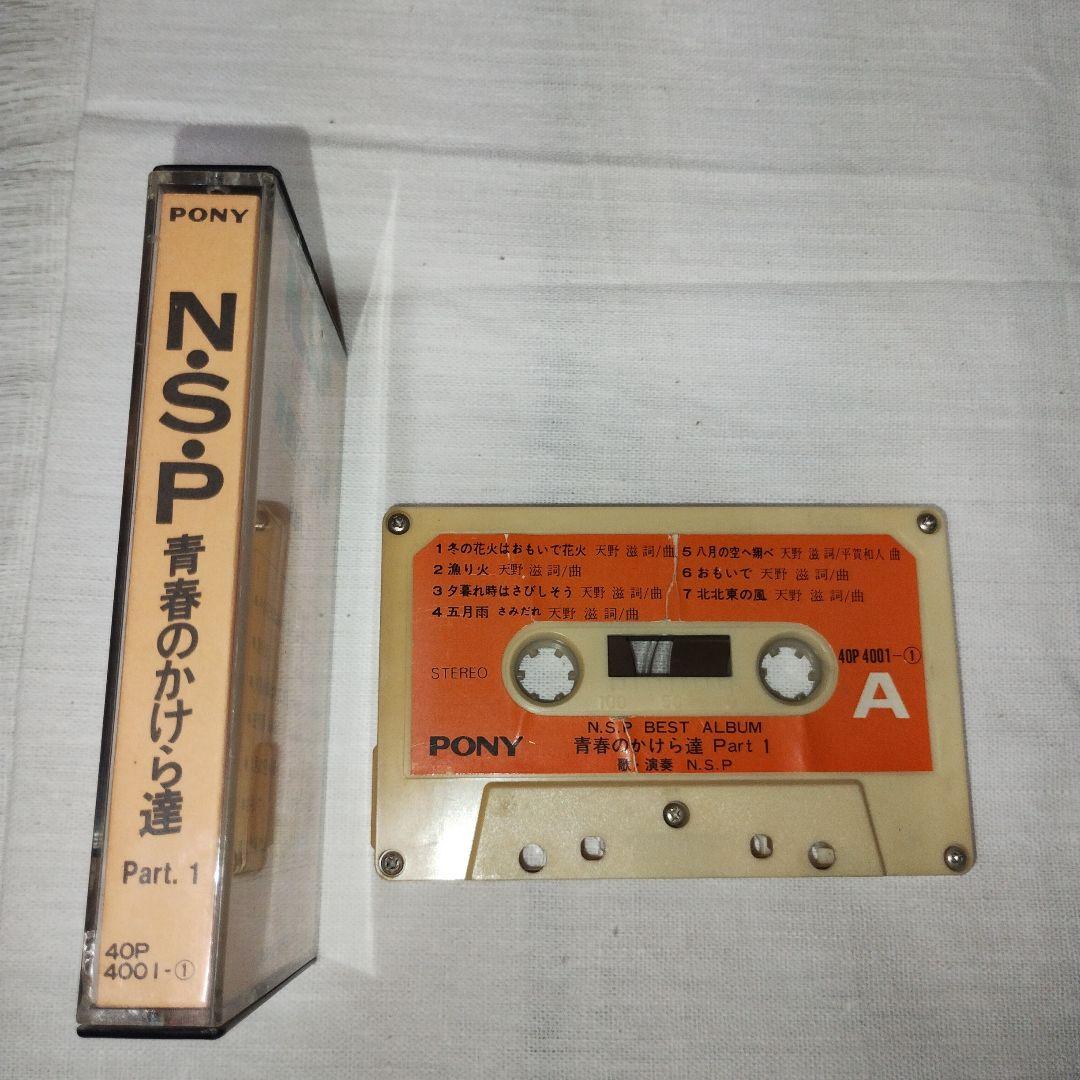 PONY
N.S.P
青春のかけら達
Part. 1
40P
4001-①
1 冬の花火はおもいで花火 天野 滋 詞/曲
2 漁り火 天野 滋 詞/曲
3 夕暮れ時はさびしそう 天野 滋 詞/曲
4 五月雨 さみだれ 天野 滋 詞/曲
5 八月の空へ翔べ 天野 滋 詞/平賀和人 曲
6 おもいで 天野 滋 詞/曲
7 北北東の風 天野 滋 詞/曲
STEREO
40P 4001-①
A
N.S.P BEST ALBUM
PONY
青春のかけら達 Part 1
歌・演奏 N.S.P